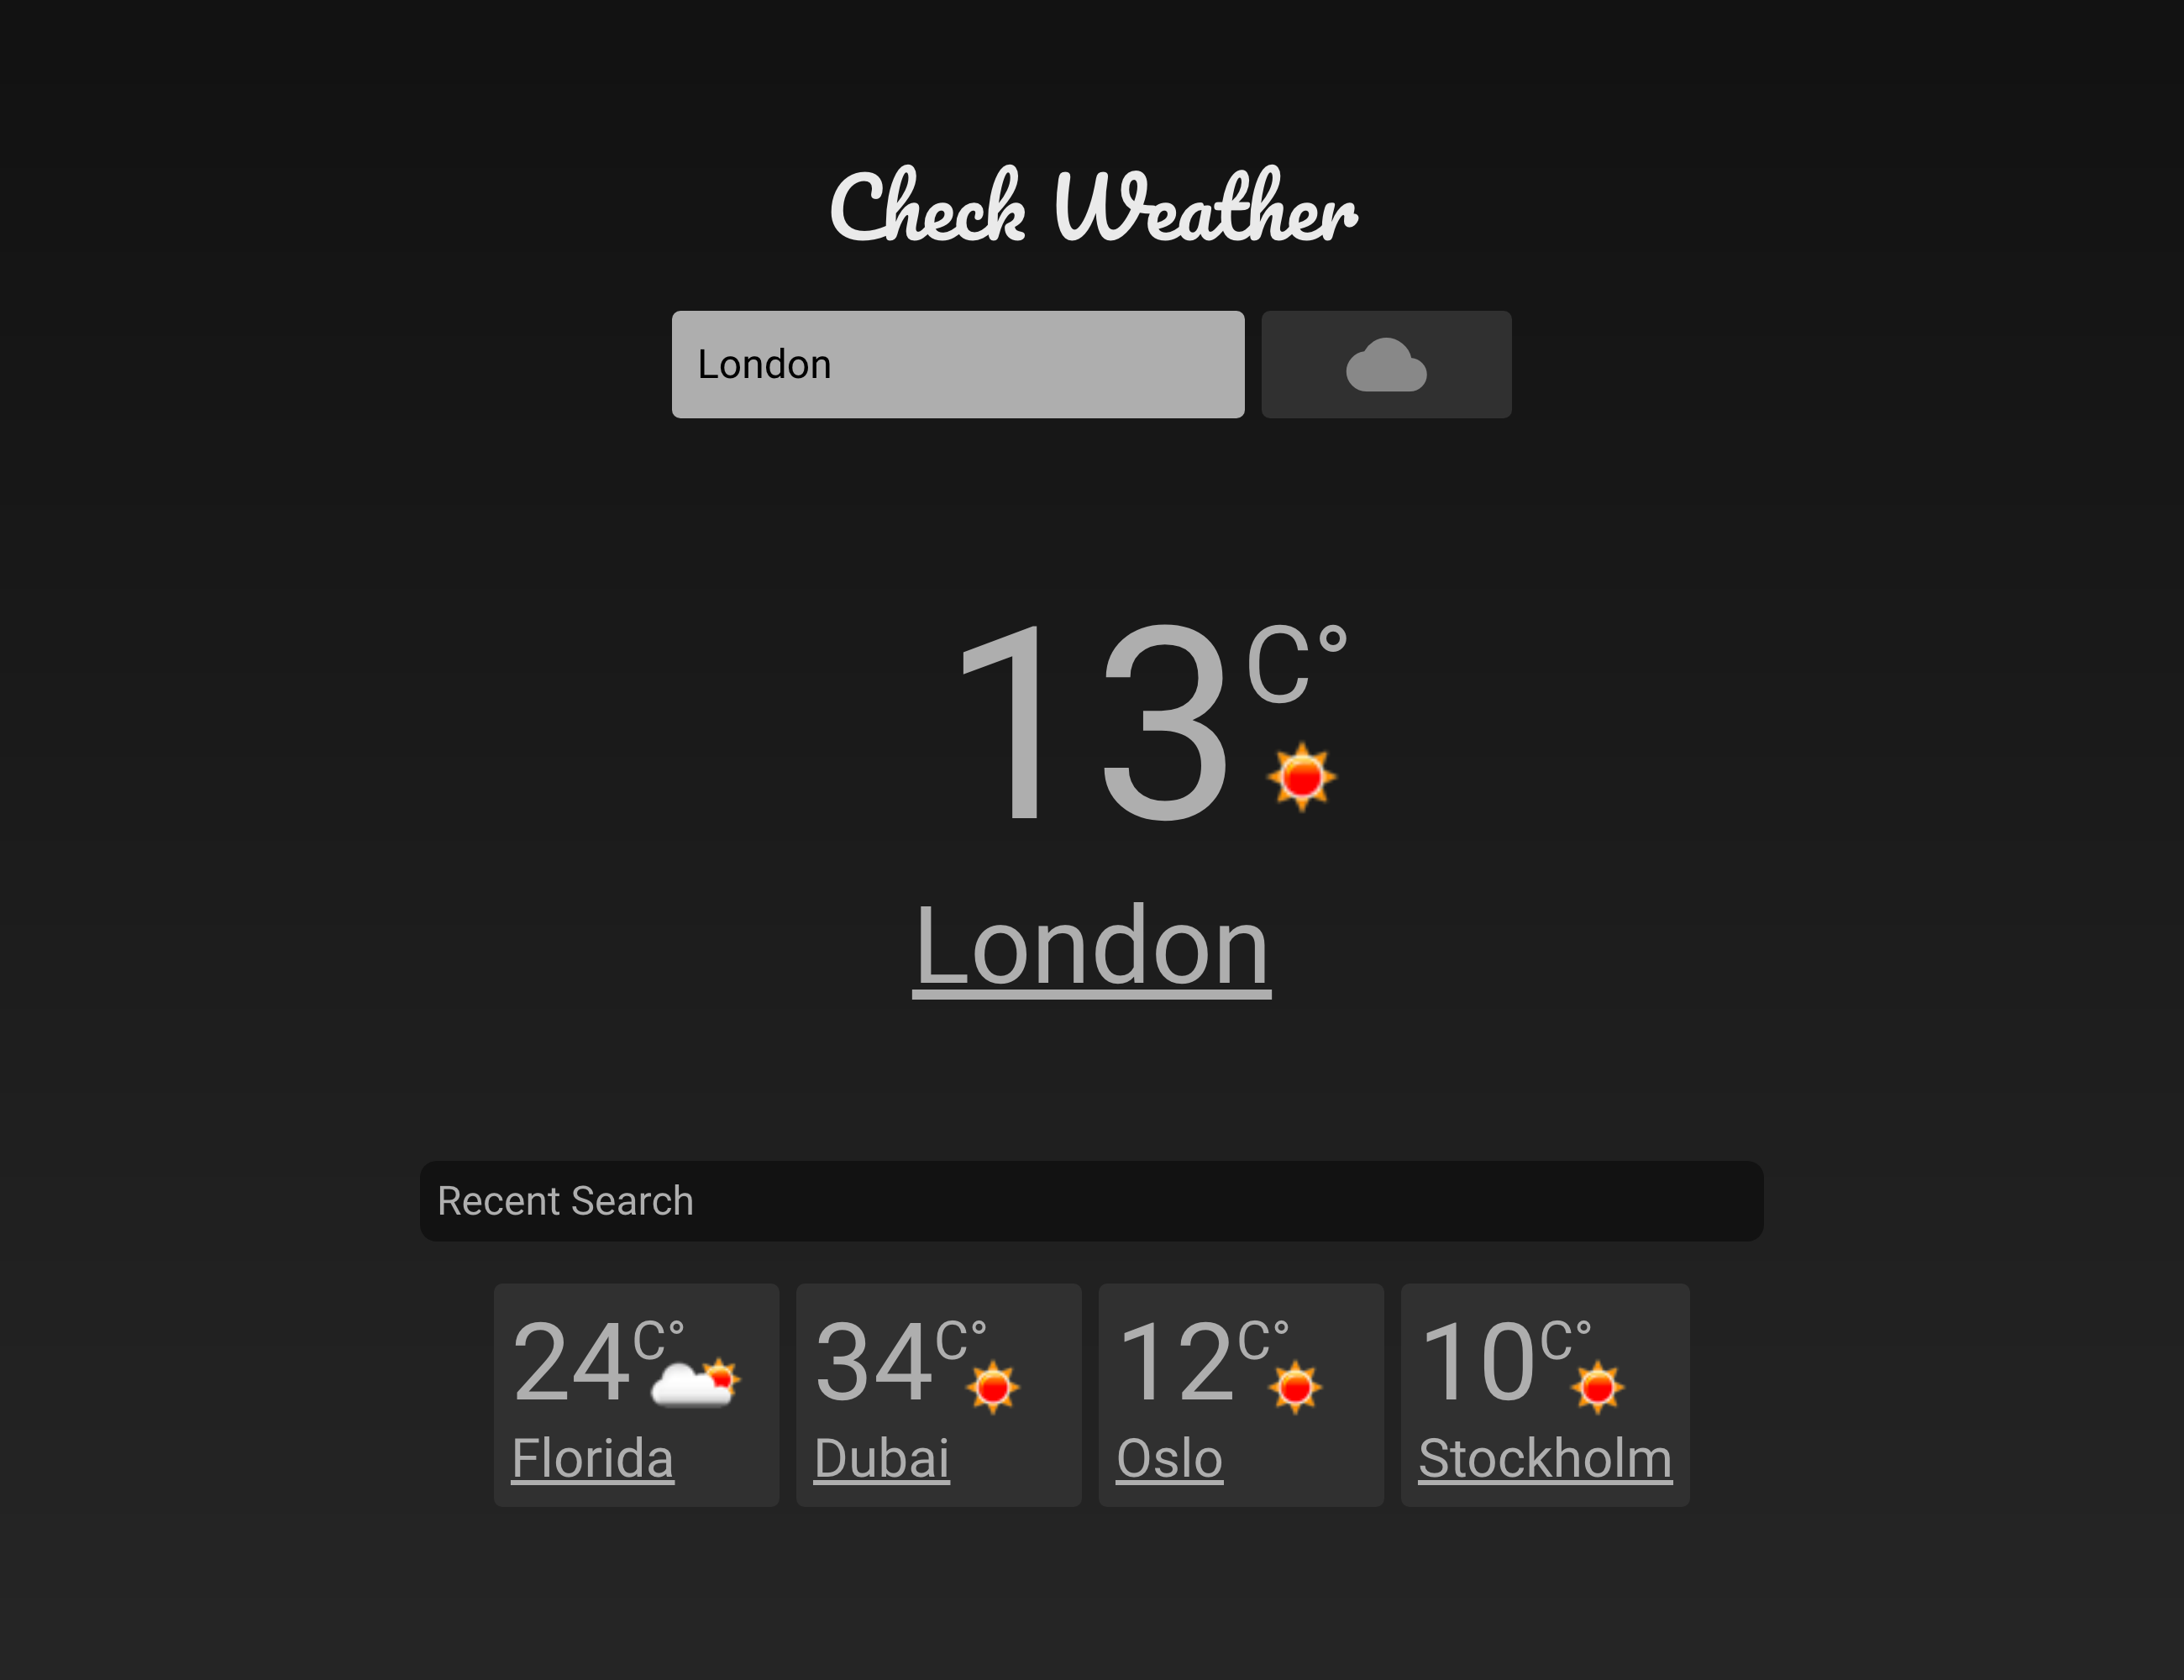 Check Weather
London
13C°
London
Recent Search
24C°
Florida
34C°
Dubai
12C°
Oslo
10C°
Stockholm